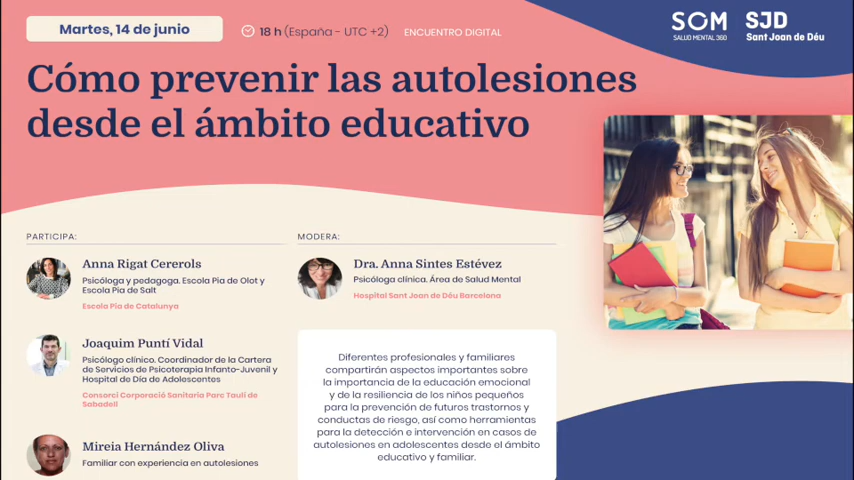 Martes, 14 de junio
18 h (España - UTC +2)
ENCUENTRO DIGITAL
SOM
SALUD MENTAL 360
SJD
Sant Joan de Déu
Cómo prevenir las autolesiones
desde el ámbito educativo
PARTICIPA:
Anna Rigat Cererols
Psicóloga y pedagoga. Escola Pia de Olot y
Escola Pia de Salt
Escola Pia de Catalunya
Joaquim Puntí Vidal
Psicólogo clínico. Coordinador de la Cartera
de Servicios de Psicoterapia Infanto-Juvenil y
Hospital de Día de Adolescentes
Consorci Corporació Sanitaria Parc Taulí de
Sabadell
Mireia Hernández Oliva
Familiar con experiencia en autolesiones
MODERA:
Dra. Anna Sintes Estévez
Psicóloga clínica. Área de Salud Mental
Hospital Sant Joan de Déu Barcelona
Diferentes profesionales y familiares
compartirán aspectos importantes sobre
la importancia de la educación emocional
y de la resiliencia de los niños pequeños
para la prevención de futuros trastornos y
conductas de riesgo, así como herramientas
para la detección e intervención en casos de
autolesiones en adolescentes desde el ámbito
educativo y familiar.